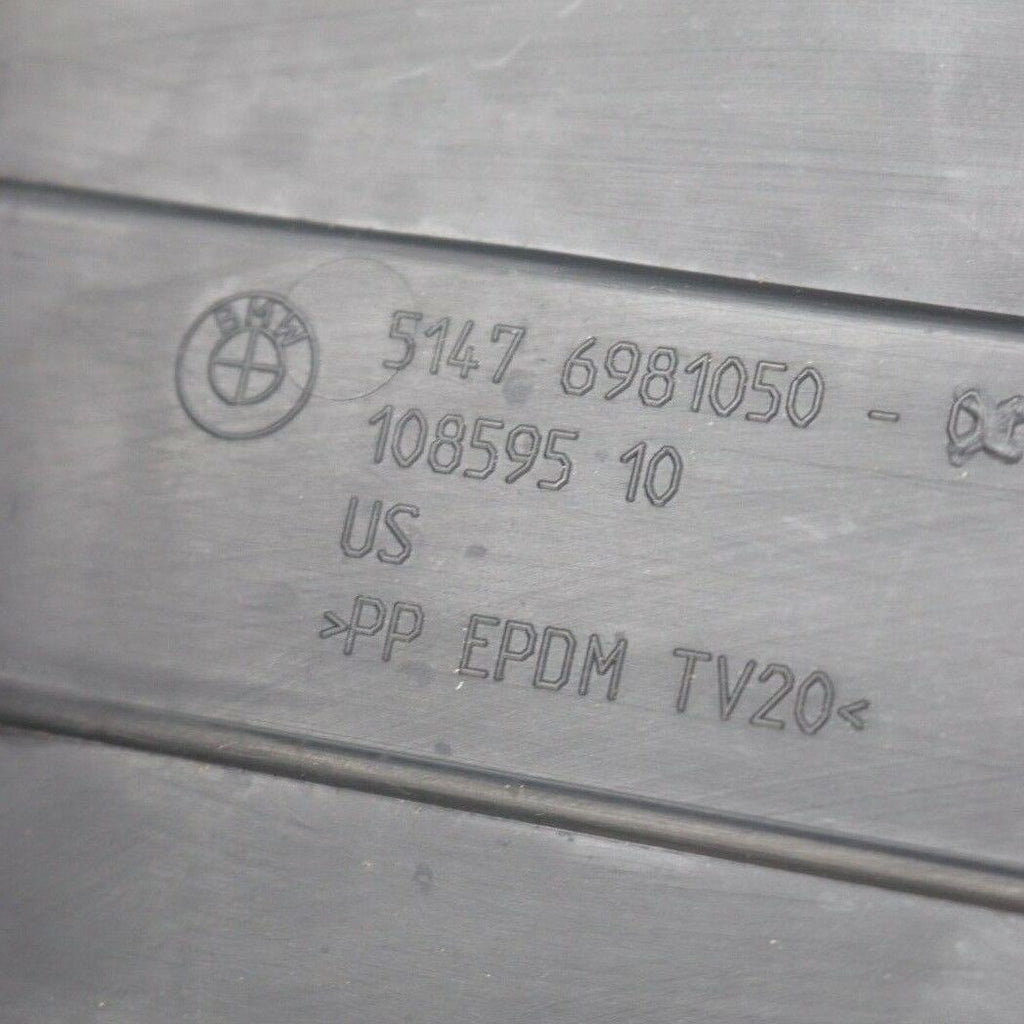 BMW
5147 6981050 -
108595 10
US
>PP EPDM TV20<